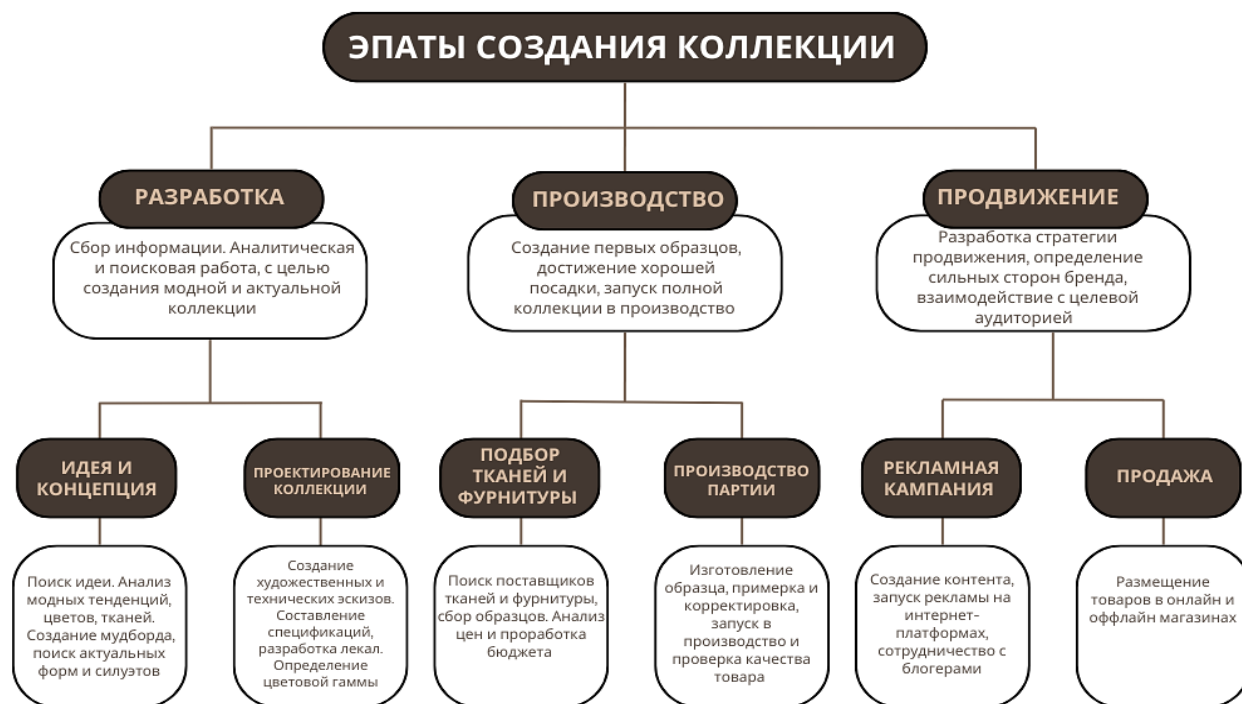 ЭПАТЫ СОЗДАНИЯ КОЛЛЕКЦИИ
РАЗРАБОТКА
Сбор информации. Аналитическая
и поисковая работа, с целью
создания модной и актуальной
коллекции
ПРОИЗВОДСТВО
Создание первых образцов,
достижение хорошей
посадки, запуск полной
коллекции в производство
ПРОДВИЖЕНИЕ
Разработка стратегии
продвижения, определение
сильных сторон бренда,
взаимодействие с целевой
аудиторией
ИДЕЯ И
КОНЦЕПЦИЯ
Поиск идеи. Анализ
модных тенденций,
цветов, тканей.
Создание мудборда,
поиск актуальных
форм и силуэтов
ПРОЕКТИРОВАНИЕ
КОЛЛЕКЦИИ
Создание
художественных и
технических эскизов.
Составление
спецификаций,
разработка лекал.
Определение
цветовой гаммы
ПОДБОР
ТКАНЕЙ И
ФУРНИТУРЫ
Поиск поставщиков
тканей и фурнитуры,
сбор образцов. Анализ
цен и проработка
бюджета
ПРОИЗВОДСТВО
ПАРТИИ
Изготовление
образца, примерка и
корректировка,
запуск в
производство и
проверка качества
товара
РЕКЛАМНАЯ
КАМПАНИЯ
Создание контента,
запуск рекламы на
интернет-
платформах,
сотрудничество с
блогерами
ПРОДАЖА
Размещение
товаров в онлайн и
оффлайн магазинах